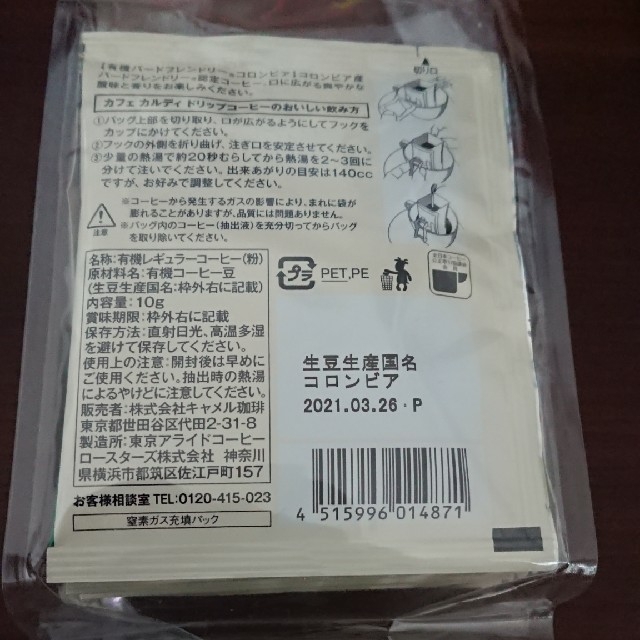 「有機バードフレンドリー®コロンビア」コロンビア産
バードフレンドリー®認定コーヒー。口に広がる爽やかな
酸味と香りをお楽しみください。
切り口
カフェ カルディ ドリップコーヒーのおいしい飲み方
①バッグ上部を切り取り、口が広がるようにしてフックを
カップにかけてください。
②フックの外側を折り曲げ、注ぎ口を安定させてください。
③少量の熱湯で約20秒むらしてから熱湯を2〜3回に
分けて注いでください。出来あがりの目安は140cc
ですが、お好みで調整してください。
注意
※コーヒーから発生するガスの影響により、まれに袋が
膨れることがありますが、品質には問題ありません。
※バッグ内のコーヒー(抽出液)を充分切ってからバッグ
を取り除いてください。
名称:有機レギュラーコーヒー(粉)
原材料名:有機コーヒー豆
(生豆生産国名:枠外右に記載)
内容量:10g
賞味期限:枠外右に記載
保存方法:直射日光、高温多湿
を避けて保存してください。
使用上の注意:開封後は早めに
ご使用ください。抽出時の熱湯
によるやけどに注意してください。
販売者:株式会社キャメル珈琲
東京都世田谷区代田2-31-8
製造所:東京アライドコーヒー
ロースターズ株式会社 神奈川
県横浜市都筑区佐江戸町157
お客様相談室 TEL:0120-415-023
窒素ガス充填パック
プラ
PET,PE
生豆生産国名
コロンビア
2021.03.26・P
4 515996 014871